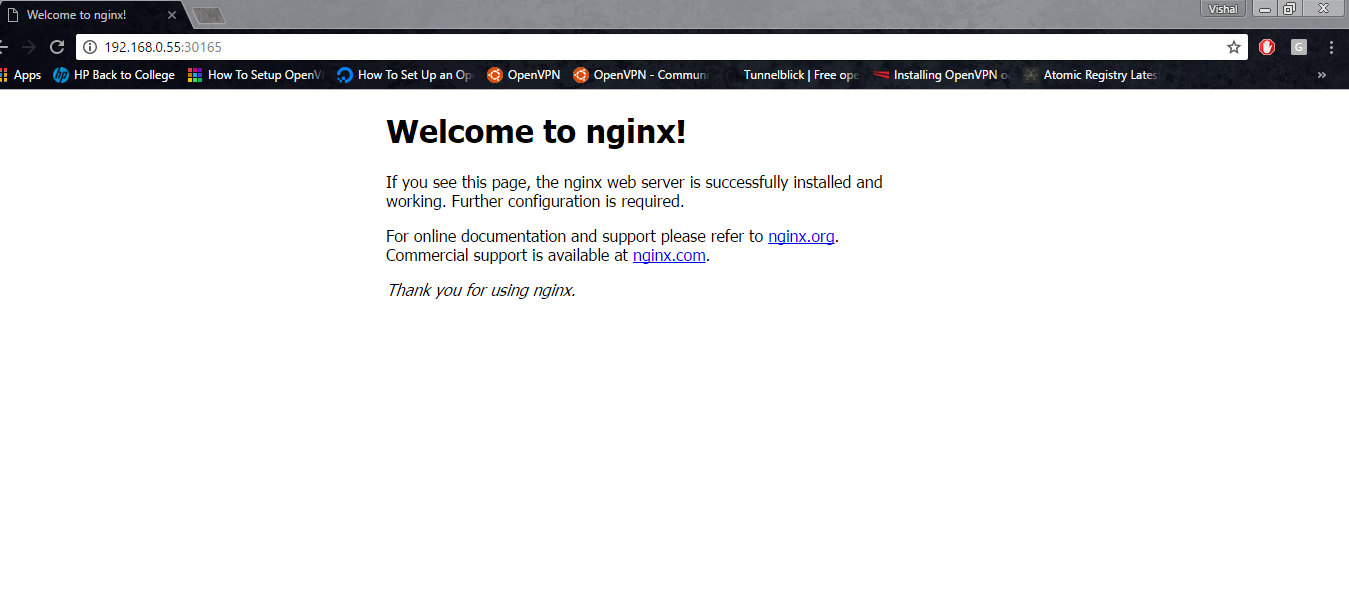 Welcome to nginx!
Vishal
192.168.0.55:30165
G
Apps HP Back to College How To Setup OpenV How To Set Up an Op OpenVPN OpenVPN - Commun Tunnelblick | Free ope Installing OpenVPN o Atomic Registry Lates »
Welcome to nginx!
If you see this page, the nginx web server is successfully installed and
working. Further configuration is required.
For online documentation and support please refer to nginx.org.
Commercial support is available at nginx.com.
Thank you for using nginx.